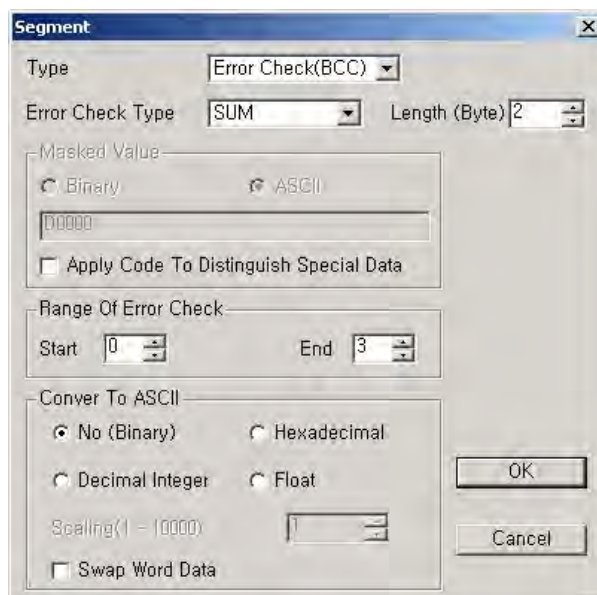 Segment
Type Error Check(BCC)
Error Check Type SUM Length (Byte) 2
Masked Value
Binary ASCII
D0000
Apply Code To Distinguish Special Data
Range Of Error Check
Start 0 End 3
Conver To ASCII
No (Binary) Hexadecimal
Decimal Integer Float
OK
Scaling(1 - 10000) 1
Cancel
Swap Word Data